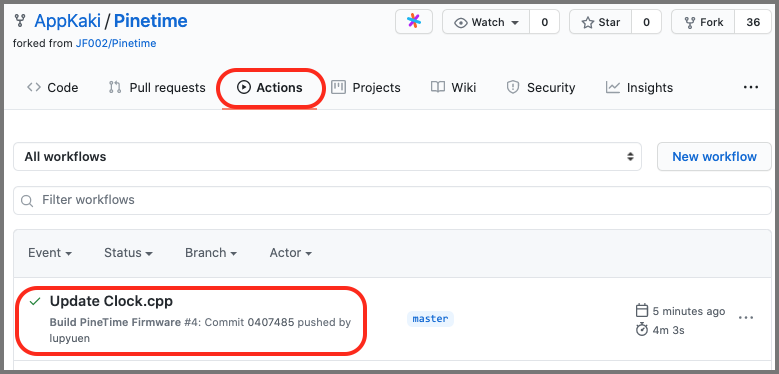 AppKaki / Pinetime
Watch 0
Star 0
Fork 36
forked from JF002/Pinetime
Code
Pull requests
Actions
Projects
Wiki
Security
Insights
All workflows
New workflow
Filter workflows
Event
Status
Branch
Actor
Update Clock.cpp
Build PineTime Firmware #4: Commit 0407485 pushed by
lupyuen
master
5 minutes ago
4m 3s